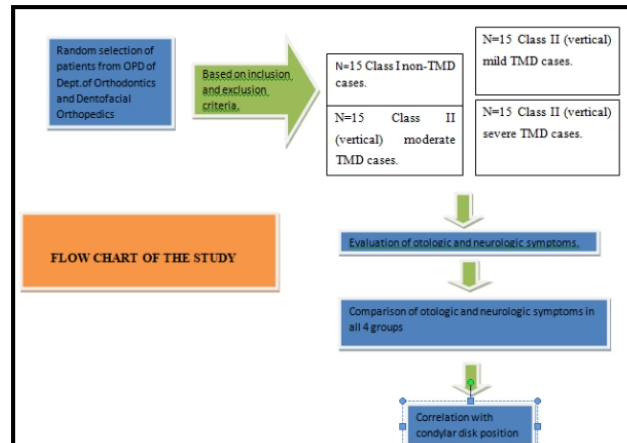 Random selection of
patients from OPD of
Dept.of Orthodontics
and Dentofacial
Orthopedics
Based on inclusion
and exclusion
criteria.
N=15 Class I non-TMD
cases.
N=15 Class II
(vertical) moderate
TMD cases.
N=15 Class II (vertical)
mild TMD cases.
N=15 Class II (vertical)
severe TMD cases.
FLOW CHART OF THE STUDY
Evaluation of otologic and neurologic symptoms.
Comparison of otologic and neurologic symptoms in
all 4 groups
Correlation with
condylar disk position